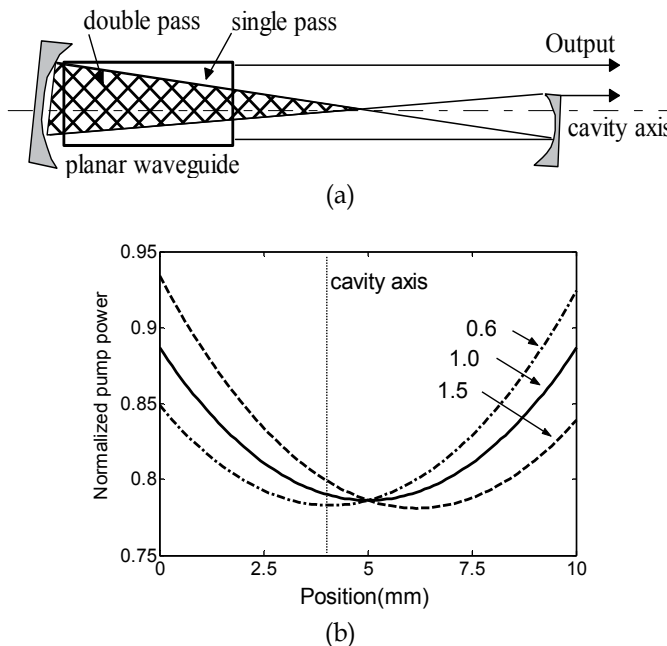 double pass
single pass
Output
cavity axis
planar waveguide
(a)
0.95
cavity axis
0.9
0.6
1.0
1.5
0.85
0.8
0.75
Normalized pump power
0
2.5
5
7.5
10
Position(mm)
(b)